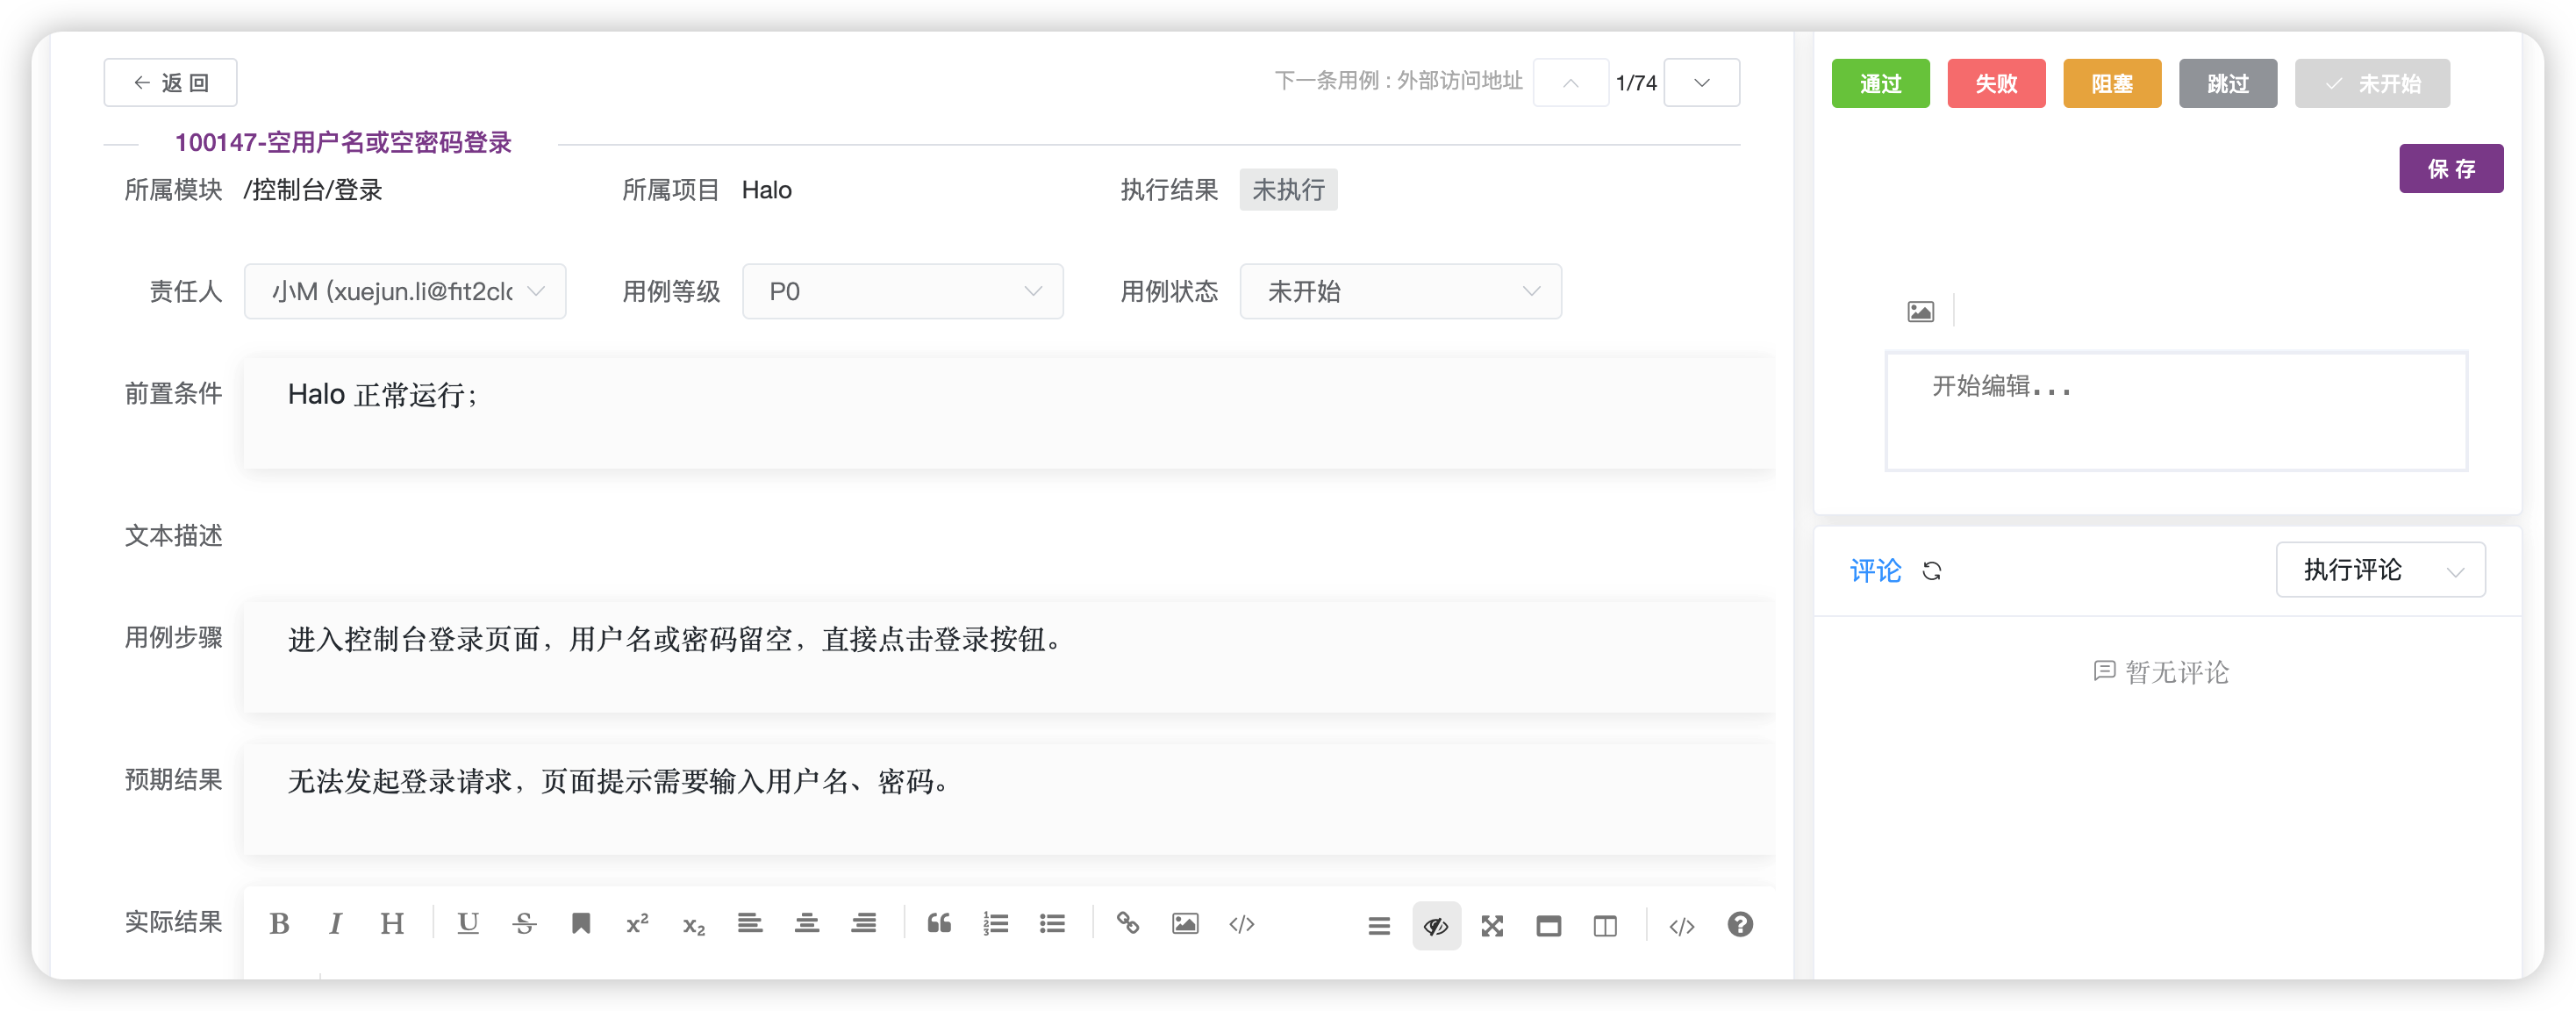 返 回
下一条用例 : 外部访问地址
1/74
100147-空用户名或空密码登录
所属模块 /控制台/登录
所属项目 Halo
执行结果 未执行
责任人 小M (xuejun.li@fit2clo
用例等级 P0
用例状态 未开始
前置条件 Halo 正常运行；
文本描述
用例步骤 进入控制台登录页面，用户名或密码留空，直接点击登录按钮。
预期结果 无法发起登录请求，页面提示需要输入用户名、密码。
实际结果
通过 失败 阻塞 跳过 未开始
保 存
开始编辑...
评论
执行评论
暂无评论